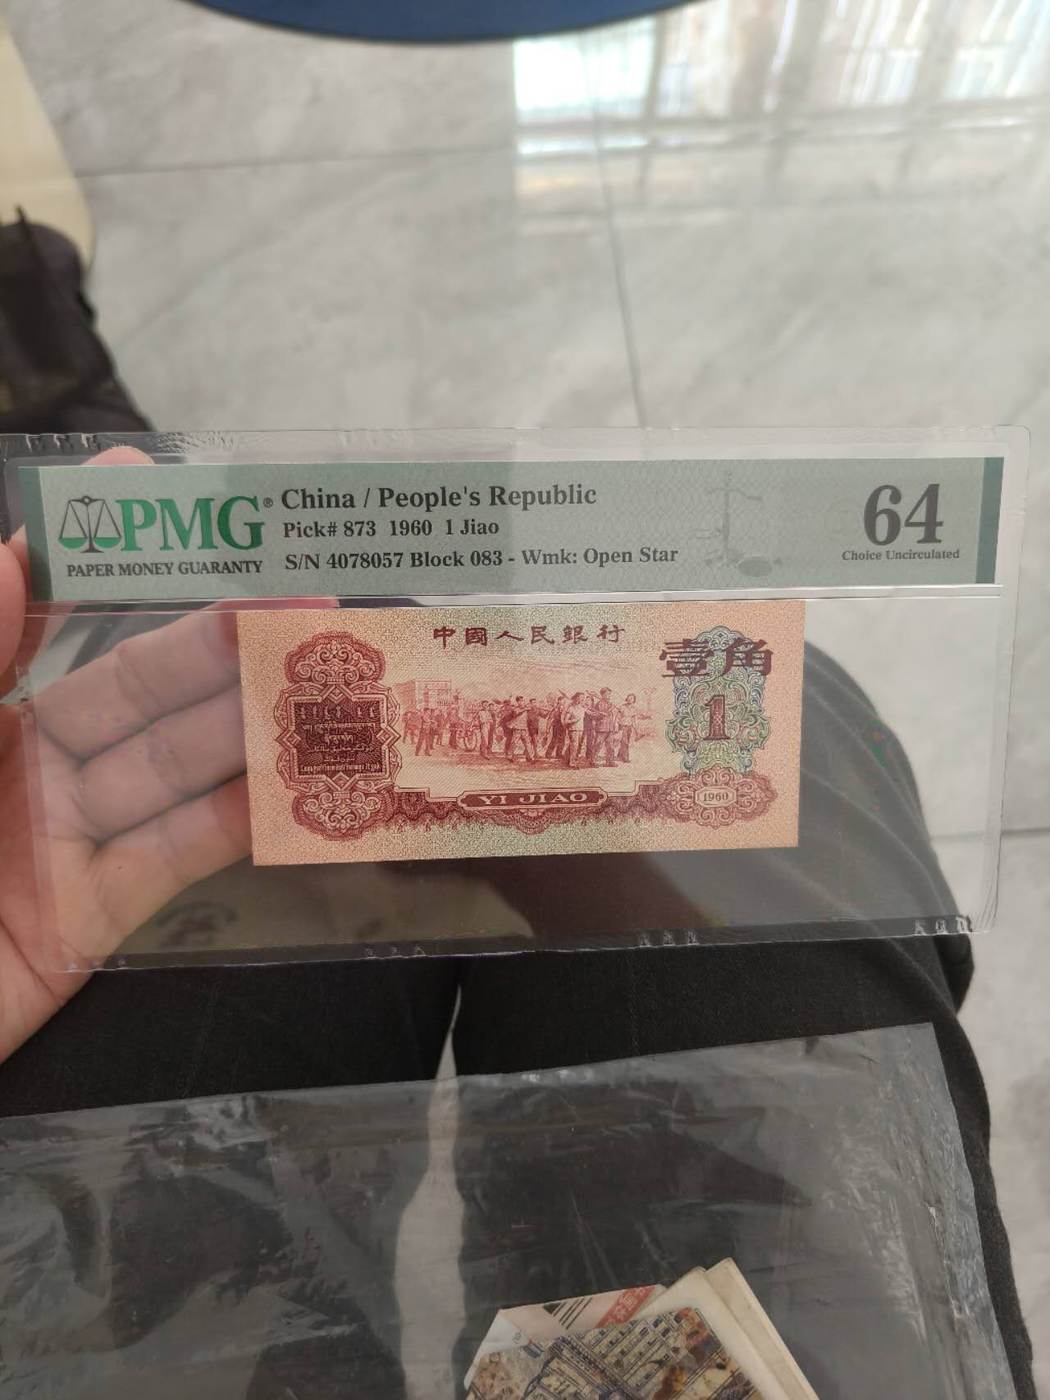 PMG®
PAPER MONEY GUARANTY
China / People's Republic
Pick# 873 1960 1 Jiao
S/N 4078057 Block 083 - Wmk: Open Star
64
Choice Uncirculated
中國人民銀行
壹角
1
YI JIAO
1960